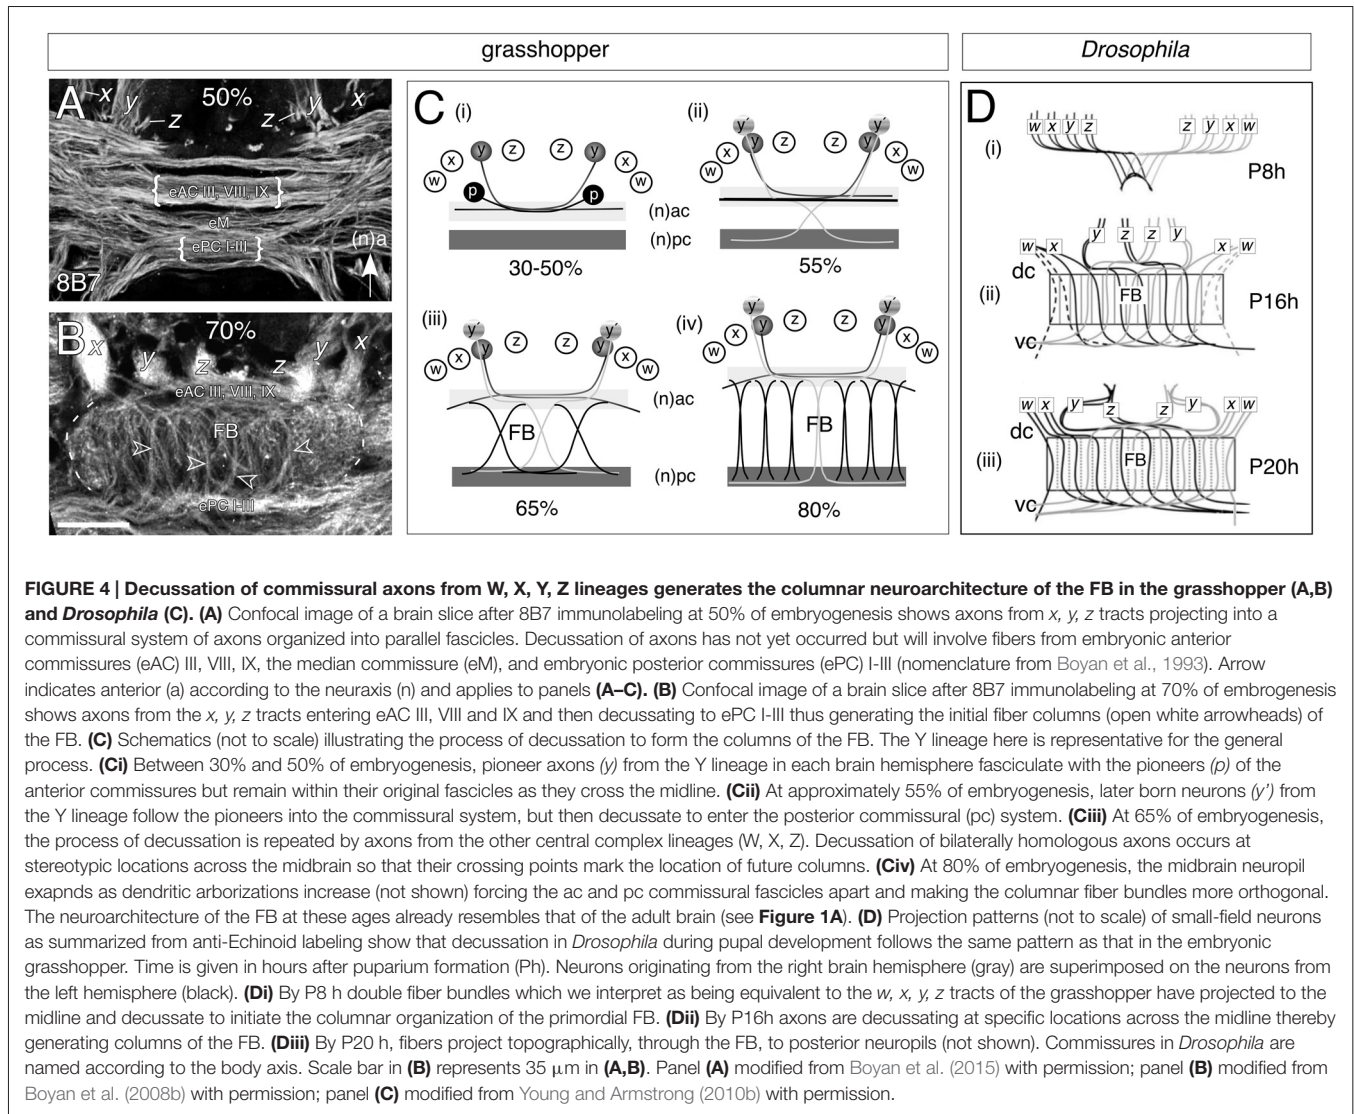 grasshopper
Drosophila
A
x
y
50%
z
z
y
x
eAC III, VIII, IX
eM
ePC I-III
(n)a
8B7
B
x
70%
y
z
z
y
x
eAC III, VIII, IX
FB
ePC I-III
C
(i)
w
x
y
z
z
y
x
w
p
p
30-50%
(ii)
y´
y
z
z
y´
y
x
w
x
w
(n)ac
(n)pc
55%
(iii)
y´
y
z
z
y´
y
x
w
x
w
(n)ac
FB
(n)pc
65%
(iv)
y´
y
z
z
y´
y
x
w
x
w
FB
80%
D
(i)
w x y z
z y x w
P8h
(ii)
w x y z z y x w
dc
FB
vc
P16h
(iii)
w x y z z y x w
dc
FB
vc
P20h
FIGURE 4 | Decussation of commissural axons from W, X, Y, Z lineages generates the columnar neuroarchitecture of the FB in the grasshopper (A,B)
and Drosophila (C). (A) Confocal image of a brain slice after 8B7 immunolabeling at 50% of embryogenesis shows axons from x, y, z tracts projecting into a
commissural system of axons organized into parallel fascicles. Decussation of axons has not yet occurred but will involve fibers from embryonic anterior
commissures (eAC) III, VIII, IX, the median commissure (eM), and embryonic posterior commissures (ePC) I-III (nomenclature from Boyan et al., 1993). Arrow
indicates anterior (a) according to the neuraxis (n) and applies to panels (A–C). (B) Confocal image of a brain slice after 8B7 immunolabeling at 70% of embrogenesis
shows axons from the x, y, z tracts entering eAC III, VIII and IX and then decussating to ePC I-III thus generating the initial fiber columns (open white arrowheads) of
the FB. (C) Schematics (not to scale) illustrating the process of decussation to form the columns of the FB. The Y lineage here is representative for the general
process. (Ci) Between 30% and 50% of embryogenesis, pioneer axons (y) from the Y lineage in each brain hemisphere fasciculate with the pioneers (p) of the
anterior commissures but remain within their original fascicles as they cross the midline. (Cii) At approximately 55% of embryogenesis, later born neurons (y’) from
the Y lineage follow the pioneers into the commissural system, but then decussate to enter the posterior commissural (pc) system. (Ciii) At 65% of embryogenesis,
the process of decussation is repeated by axons from the other central complex lineages (W, X, Z). Decussation of bilaterally homologous axons occurs at
stereotypic locations across the midbrain so that their crossing points mark the location of future columns. (Civ) At 80% of embryogenesis, the midbrain neuropil
exapnds as dendritic arborizations increase (not shown) forcing the ac and pc commissural fascicles apart and making the columnar fiber bundles more orthogonal.
The neuroarchitecture of the FB at these ages already resembles that of the adult brain (see Figure 1A). (D) Projection patterns (not to scale) of small-field neurons
as summarized from anti-Echinoid labeling show that decussation in Drosophila during pupal development follows the same pattern as that in the embryonic
grasshopper. Time is given in hours after puparium formation (Ph). Neurons originating from the right brain hemisphere (gray) are superimposed on the neurons from
the left hemisphere (black). (Di) By P8 h double fiber bundles which we interpret as being equivalent to the w, x, y, z tracts of the grasshopper have projected to the
midline and decussate to initiate the columnar organization of the primordial FB. (Dii) By P16h axons are decussating at specific locations across the midline thereby
generating columns of the FB. (Diii) By P20 h, fibers project topographically, through the FB, to posterior neuropils (not shown). Commissures in Drosophila are
named according to the body axis. Scale bar in (B) represents 35 μm in (A,B). Panel (A) modified from Boyan et al. (2015) with permission; panel (B) modified from
Boyan et al. (2008b) with permission; panel (C) modified from Young and Armstrong (2010b) with permission.